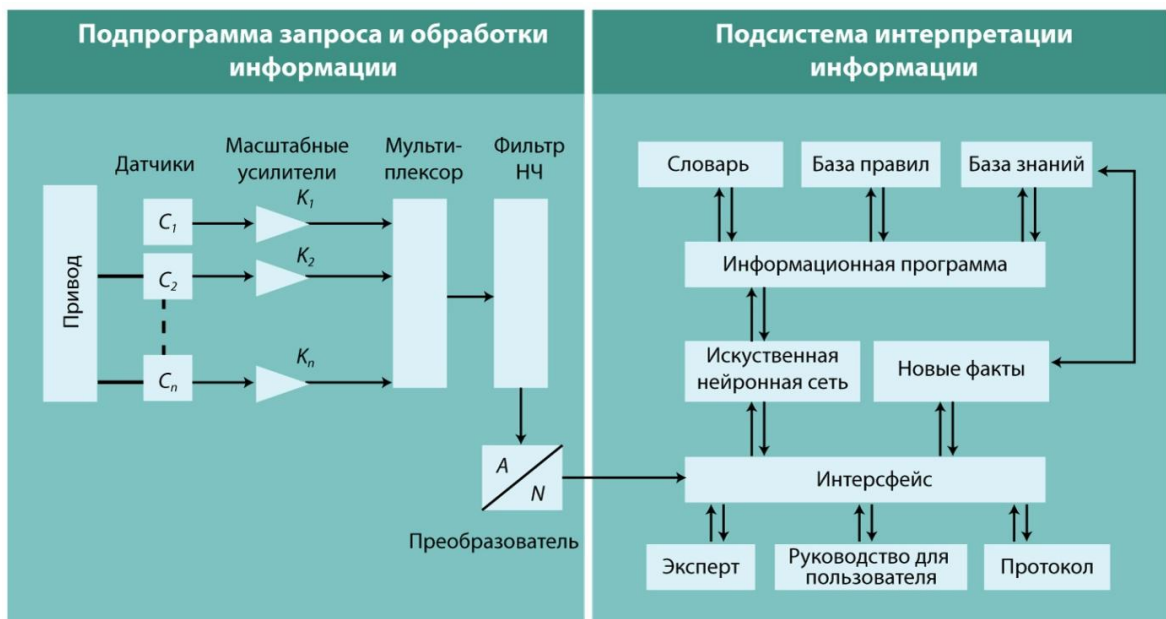 Подпрограмма запроса и обработки
информации
Подсистема интерпретации
информации
Датчики
Масштабные
усилители
Мульти-
плексор
Фильтр
НЧ
Привод
C1
C2
Cn
K1
K2
Kn
A
N
Преобразователь
Словарь
База правил
База знаний
Информационная программа
Искуственная
нейронная сеть
Новые факты
Интерсфейс
Эксперт
Руководство для
пользователя
Протокол